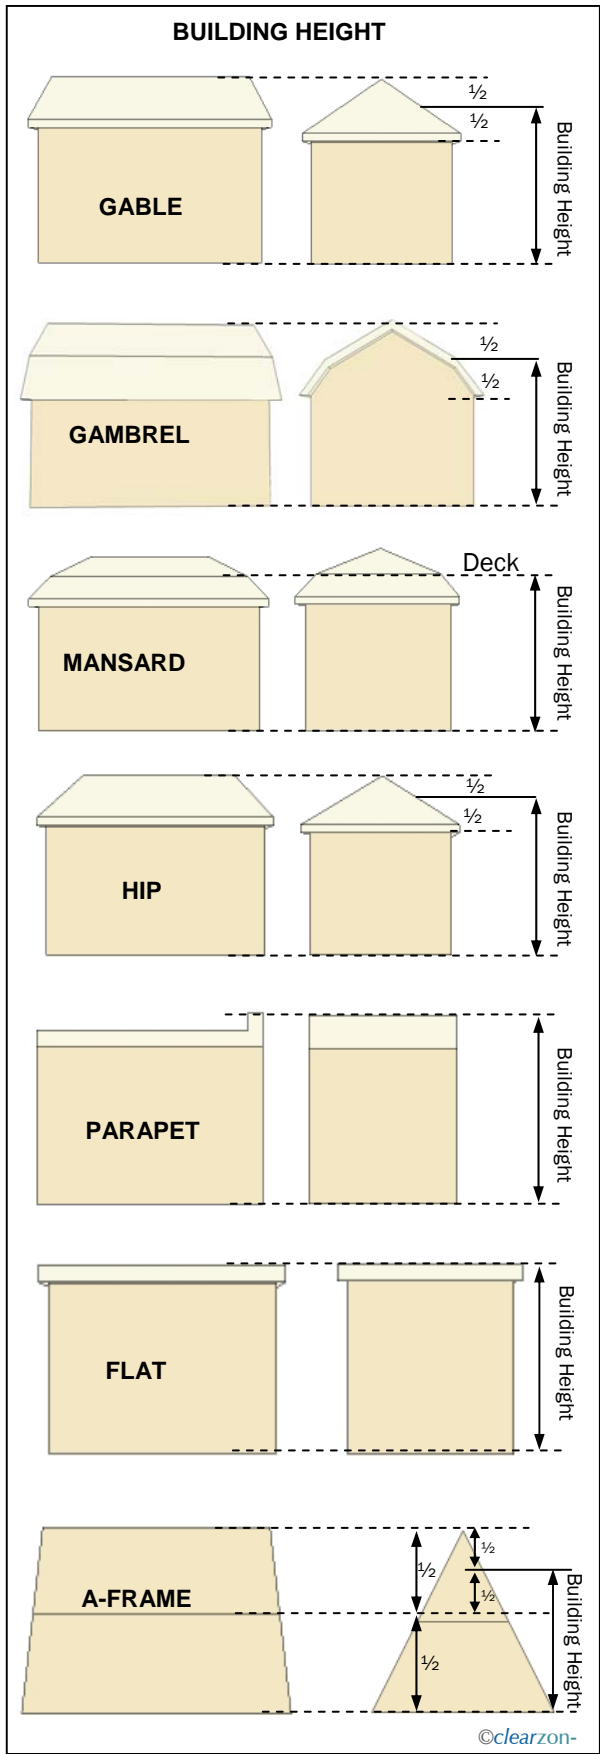 BUILDING HEIGHT
½
½
Building Height
GABLE
½
½
Building Height
GAMBREL
Deck
Building Height
MANSARD
½
½
Building Height
HIP
Building Height
PARAPET
Building Height
FLAT
½
½
½
½
Building Height
A-FRAME
©clearzon-